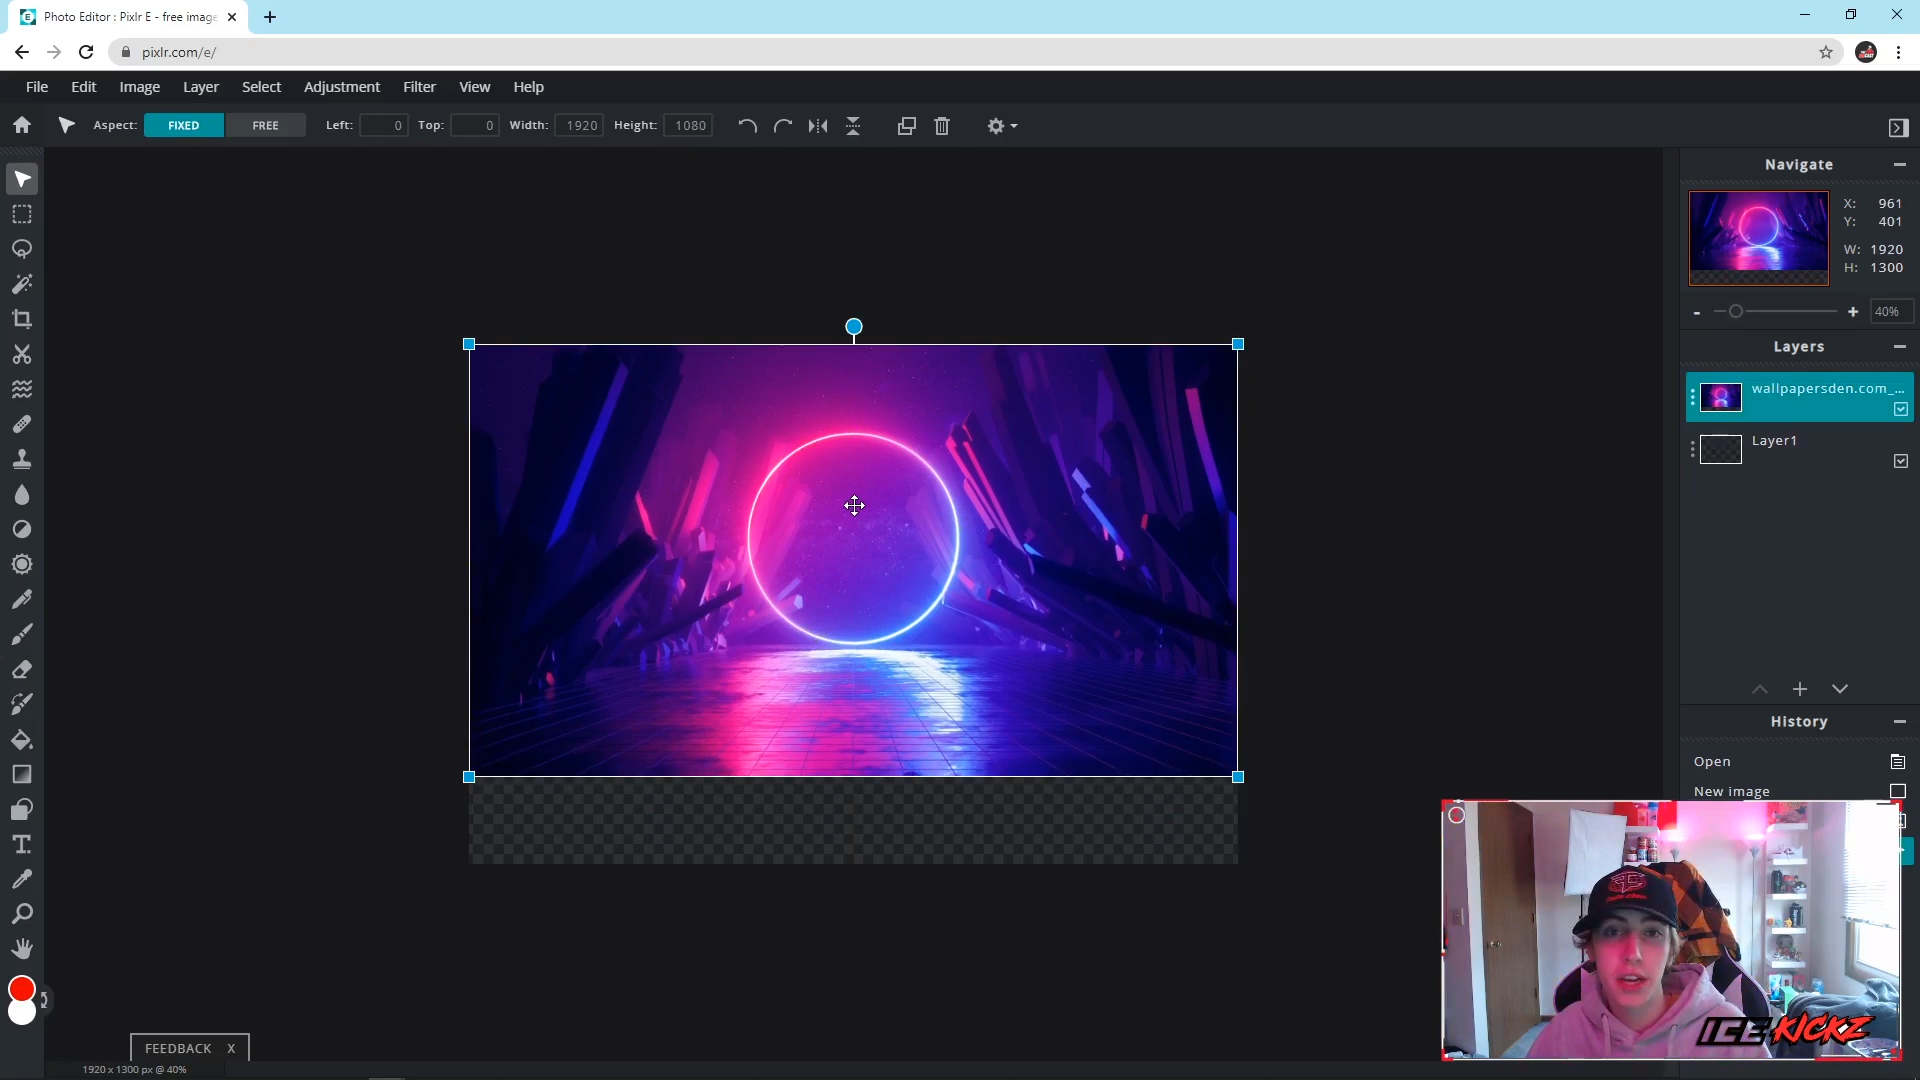 Photo Editor : Pixlr E - free image
pixlr.com/e/
File Edit Image Layer Select Adjustment Filter View Help
Aspect: FIXED FREE Left: 0 Top: 0 Width: 1920 Height: 1080
Navigate
X: 961
Y: 401
W: 1920
H: 1300
- + 40%
Layers
wallpapersden.com_...
Layer1
History
Open
New image
ICE KICKZ
FEEDBACK X
1920 x 1300 px @ 40%